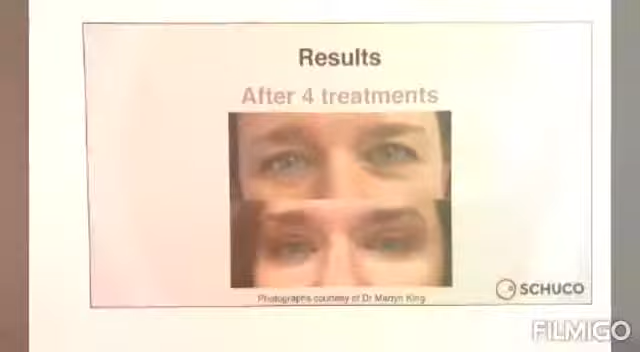 Results
After 4 treatments
Photographs courtesy of Dr Martyn King
SCHUCO
FILMIGO